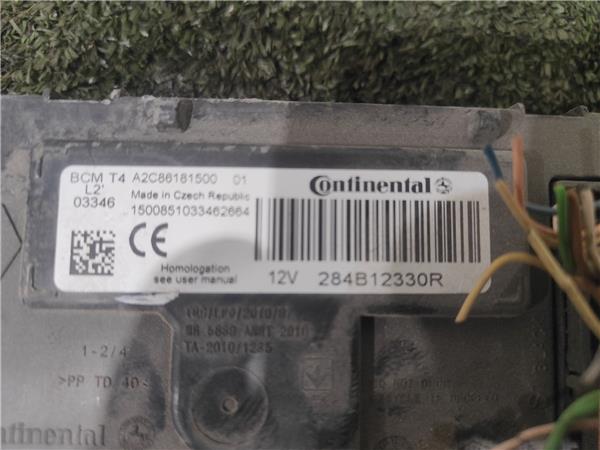 BCM T4 A2C86181500 01
L2'
03346
Made in Czech Republic
1500851033462664
CE
Homologation
see user manual
Continental
12V 284B12330R
TA-2010/1235
1-2/4
>PP TD 40<
ntinental